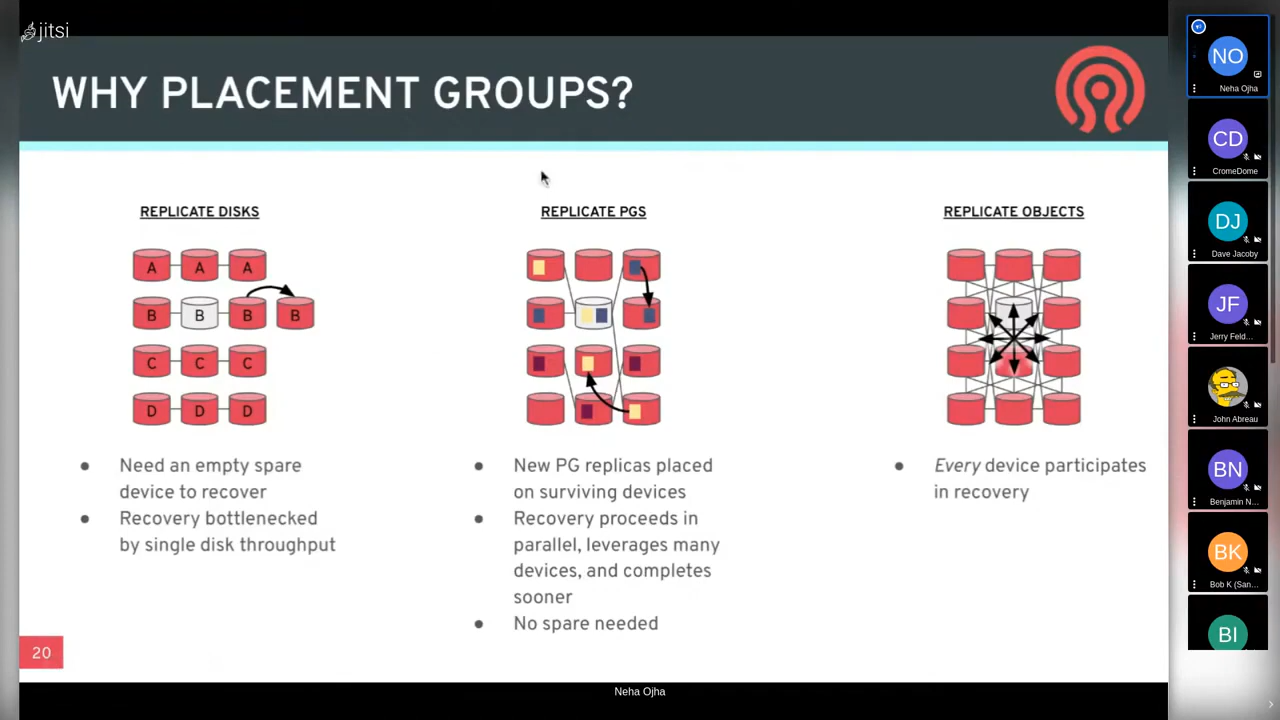 jitsi
WHY PLACEMENT GROUPS?
REPLICATE DISKS
A A A
B B B B
C C C
D D D
● Need an empty spare
device to recover
● Recovery bottlenecked
by single disk throughput
REPLICATE PGS
● New PG replicas placed
on surviving devices
● Recovery proceeds in
parallel, leverages many
devices, and completes
sooner
● No spare needed
REPLICATE OBJECTS
● Every device participates
in recovery
20
Neha Ojha
NO
Neha Ojha
CD
CromeDome
DJ
Dave Jacoby
JF
Jerry Feld...
John Abreau
BN
Benjamin N...
BK
Bob K (San...
BI